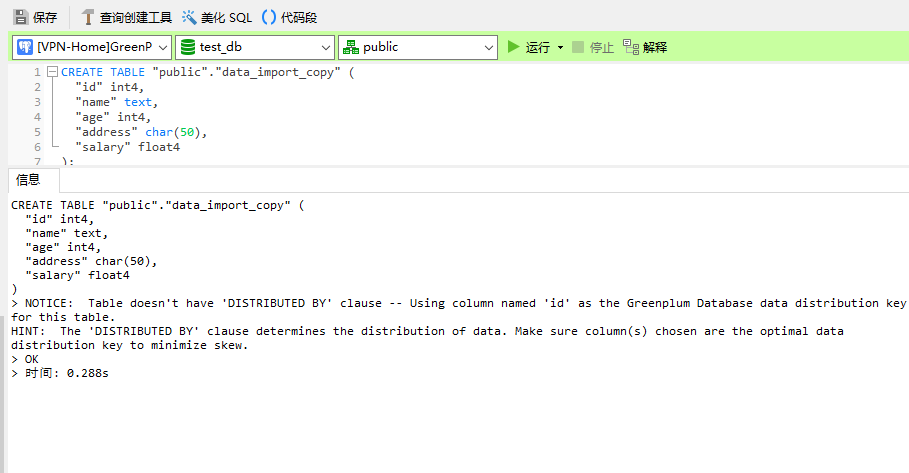 保存 查询创建工具 美化 SQL 代码段
[VPN-Home]GreenP test_db public 运行 停止 解释
1 CREATE TABLE "public"."data_import_copy" (
2 "id" int4,
3 "name" text,
4 "age" int4,
5 "address" char(50),
6 "salary" float4
7 );
信息
CREATE TABLE "public"."data_import_copy" (
"id" int4,
"name" text,
"age" int4,
"address" char(50),
"salary" float4
)
> NOTICE:  Table doesn't have 'DISTRIBUTED BY' clause -- Using column named 'id' as the Greenplum Database data distribution key
for this table.
HINT:  The 'DISTRIBUTED BY' clause determines the distribution of data. Make sure column(s) chosen are the optimal data
distribution key to minimize skew.
> OK
> 时间: 0.288s